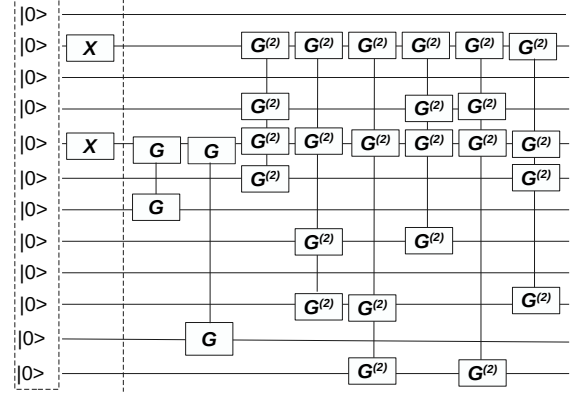 |0>
|0> X G(2) G(2) G(2) G(2) G(2) G(2)
|0>
|0> G(2) G(2) G(2)
|0> X G G G(2) G(2) G(2) G(2) G(2) G(2)
|0> G(2) G(2)
|0> G
|0> G(2) G(2)
|0>
|0> G(2) G(2) G(2)
|0> G
|0> G(2) G(2)